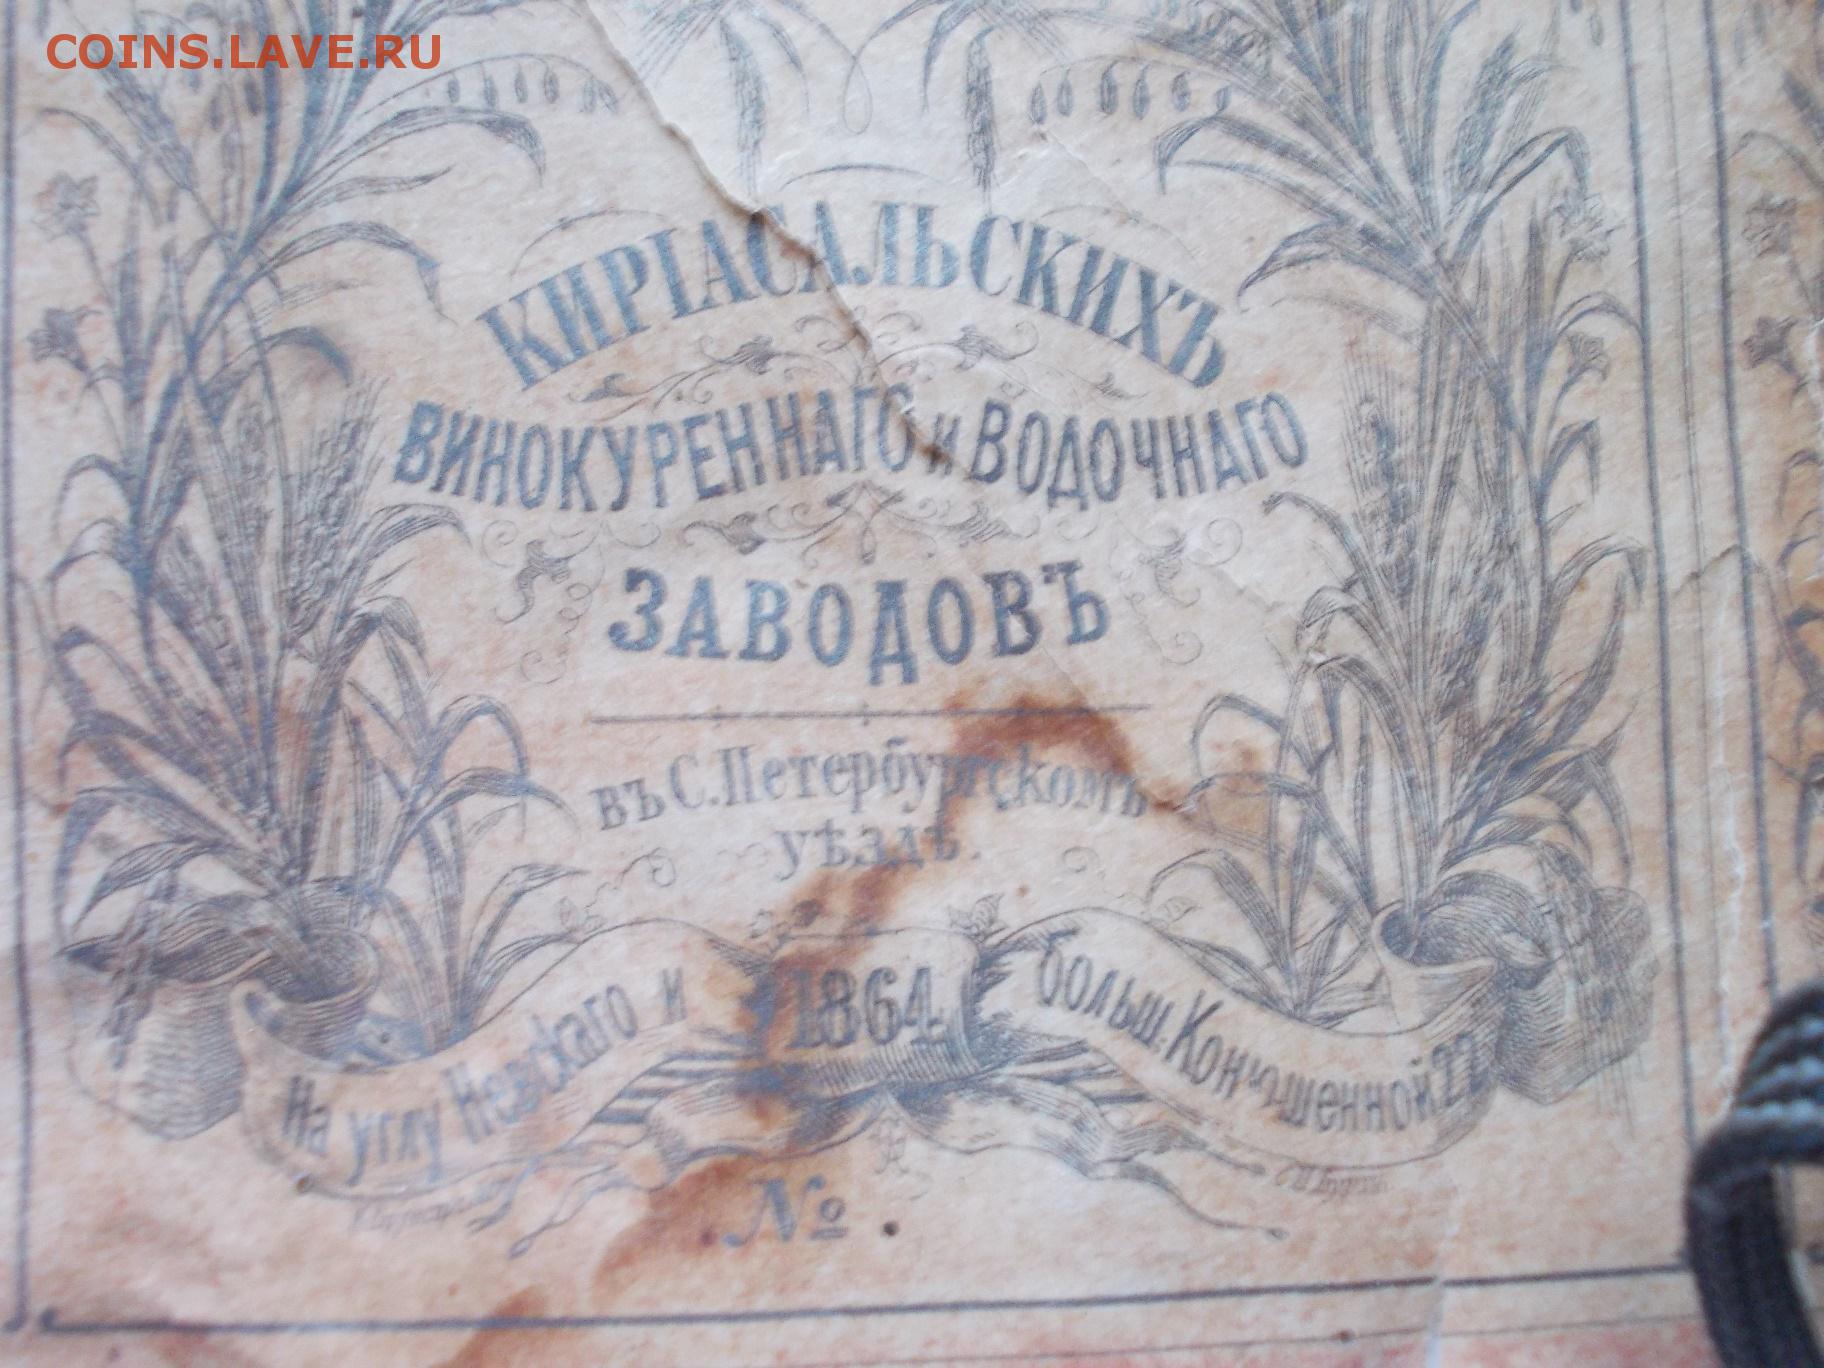 COINS.LAVE.RU
КИРІАСАЛЬСКИХЪ
ВИНОКУРЕННАГО и ВОДОЧНАГО
ЗАВОДОВЪ
въ С. Петербургскомъ
уѣздѣ.
На углу Невскаго и 1864 больш. Конюшенной 22
№